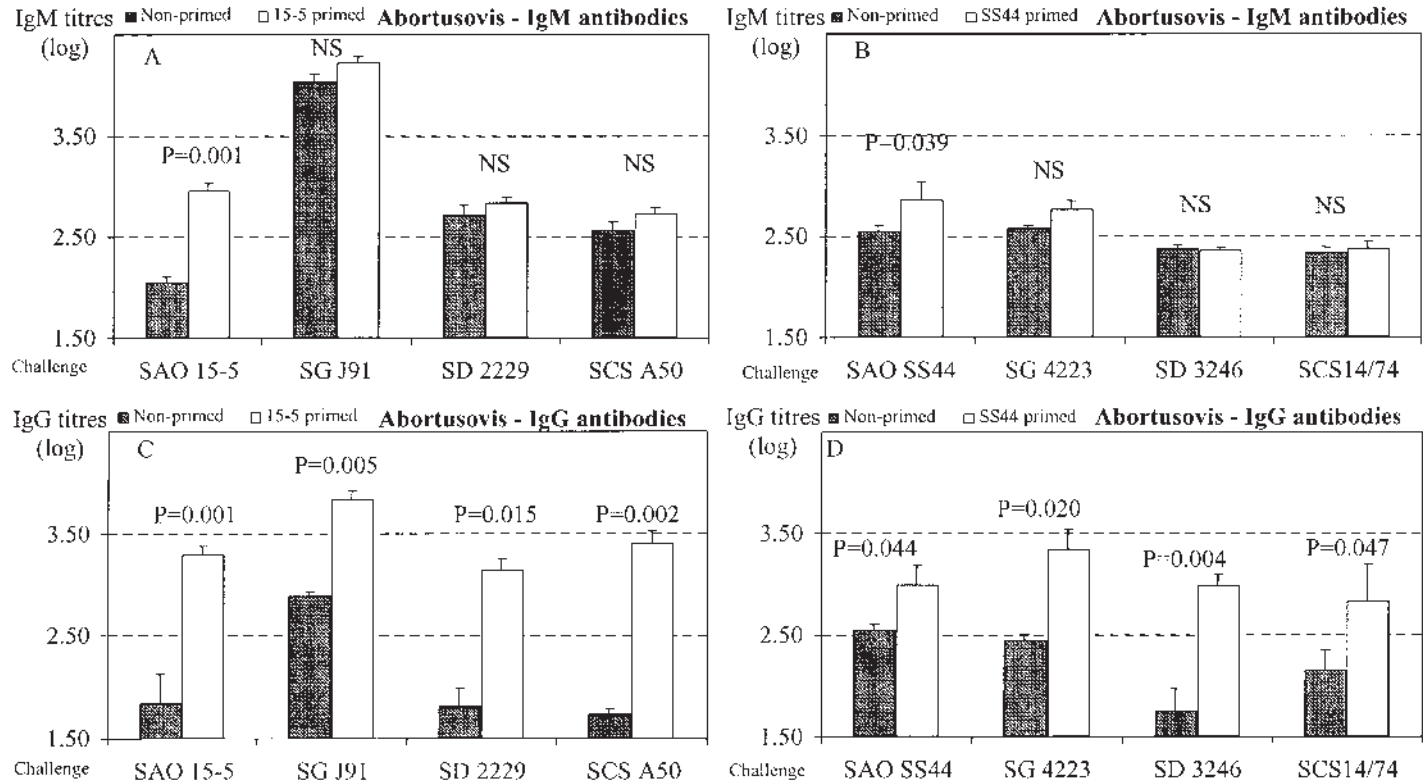 IgM titres Non-primed 15-5 primed Abortusovis - IgM antibodies
(log)
A
NS
3.50
P=0.001
NS
NS
2.50
1.50
Challenge SAO 15-5 SG J91 SD 2229 SCS A50
IgM titres Non-primed SS44 primed Abortusovis - IgM antibodies
(log)
B
3.50
P=0.039
NS
NS
NS
2.50
1.50
Challenge SAO SS44 SG 4223 SD 3246 SCS14/74
IgG titres Non-primed 15-5 primed Abortusovis - IgG antibodies
(log)
C
P=0.005
P=0.001
P=0.015
P=0.002
3.50
2.50
1.50
Challenge SAO 15-5 SG J91 SD 2229 SCS A50
IgG titres Non-primed SS44 primed Abortusovis - IgG antibodies
(log)
D
P=0.020
3.50
P=0.044
P=0.004
P=0.047
2.50
1.50
Challenge SAO SS44 SG 4223 SD 3246 SCS14/74